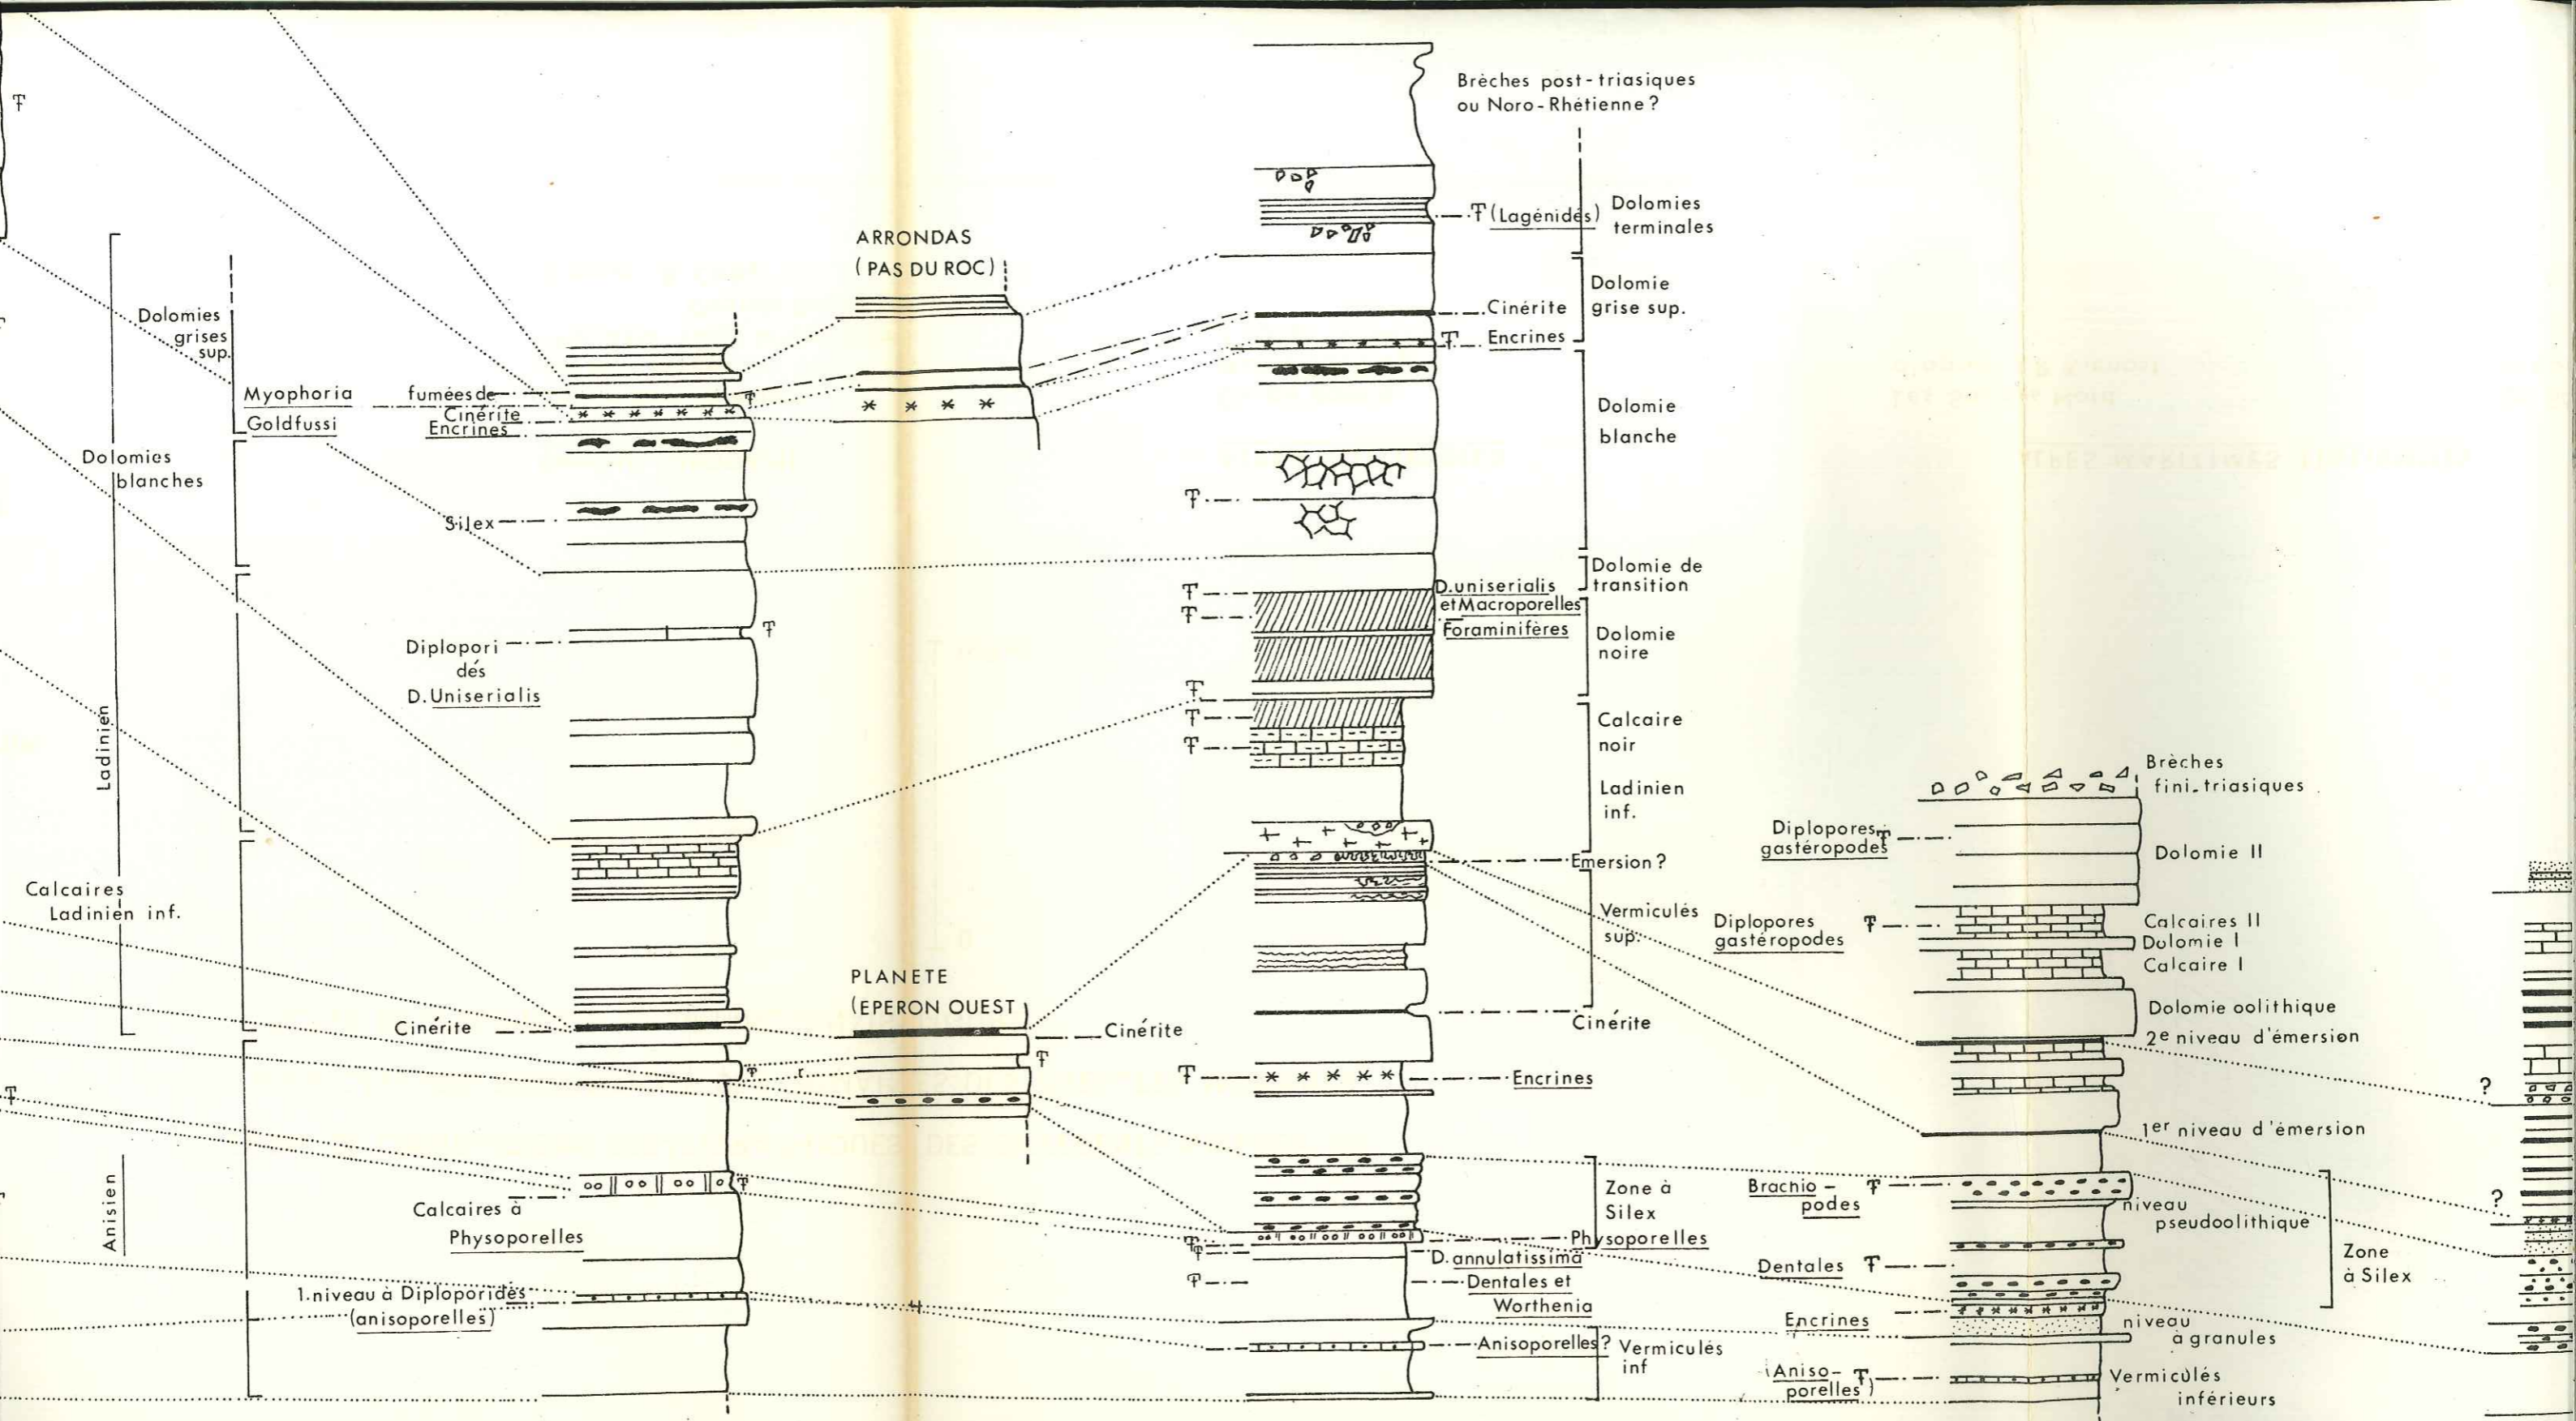 Ladinien
Anisien
Dolomies
grises
sup.
Myophoria
Goldfussi
fumées de
Cinérite
Encrines
Dolomies
blanches
Silex
Diplopori
dés
D.Uniserialis
Calcaires
Ladinien inf.
Cinérite
Calcaires à
Physoporelles
1.niveau à Diploporidés
(anisoporelles)
ARRONDAS
(PAS DU ROC)
PLANETE
(EPERON OUEST
Cinérite
r
Brèches post-triasiques
ou Noro-Rhétienne?
(Lagénidés)
Dolomies
terminales
Dolomie
grise sup.
Cinérite
Encrines
Dolomie
blanche
Dolomie de
transition
D.uniserialis
et Macroporelles
Foraminifères
Dolomie
noire
Calcaire
noir
Ladinien
inf.
Emersion?
Vermiculés
sup.
Cinérite
Encrines
Zone à
Silex
Physoporelles
D.annulatissima
Dentales et
Worthenia
Anisoporelles?
Vermiculés
inf
Brèches
fini-triasiques
Diplopores
gastéropodes
Dolomie II
Diplopores
gastéropodes
Calcaires II
Dolomie I
Calcaire I
Dolomie oolithique
2e niveau d'émersion
1er niveau d'émersion
Brachio-
podes
niveau
pseudoolithique
Dentales
Zone
à Silex
Encrines
niveau
à granules
(Aniso-
porelles)
Vermiculés
inférieurs
?
?